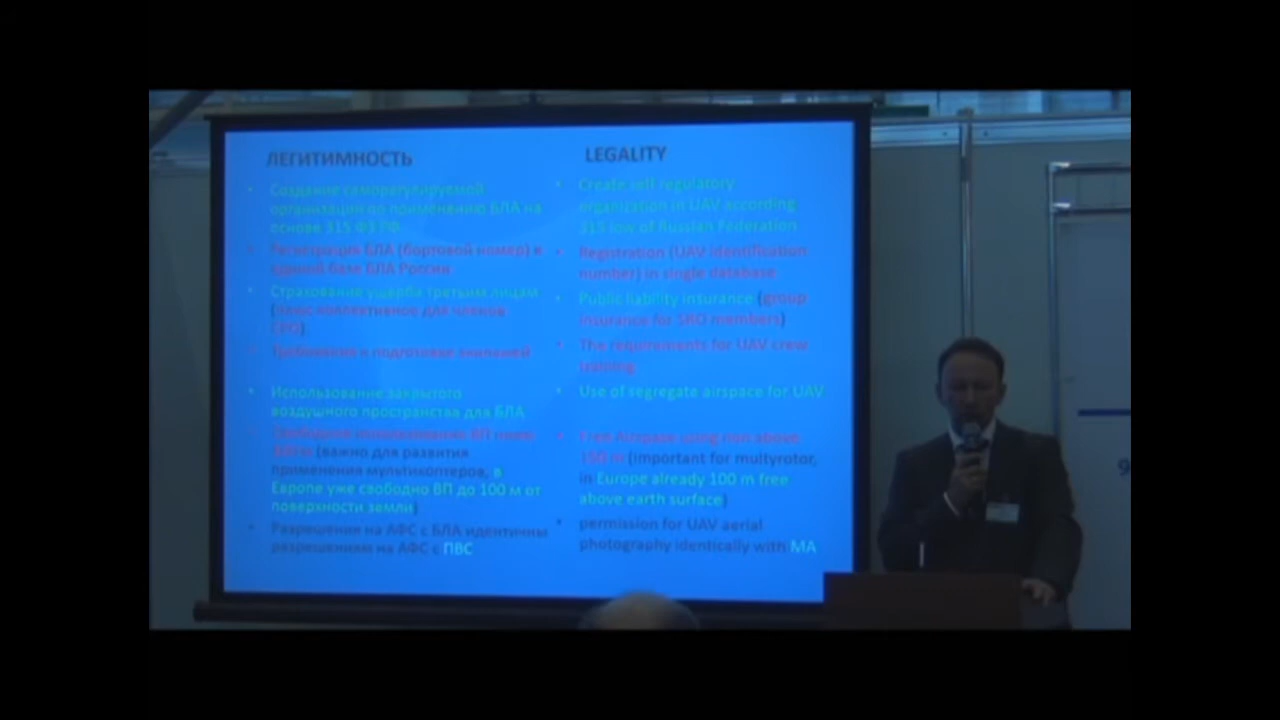 ЛЕГИТИМНОСТЬ
Создание саморегулируемой
организации по применению БЛА на
основе 315 ФЗ РФ
Регистрация БЛА (бортовой номер) в
единой базе БЛА России
Страхование ущерба третьим лицам
коллективное для членов
СРО)
Требования к подготовке экипажей
Использование закрытого
воздушного пространства для БЛА
Свободное использование ВП ниже
(важно для развития
применения мультикоптеров, в
Европе уже свободно ВП до 100 м от
поверхности земли)
Разрешения на АФС с БЛА идентичны
разрешениям на АФС с ПВС
LEGALITY
Create self regulatory
organization in UAV according
315 low of Russian Federation
Registration (UAV identification
number) in single database
Public liability insurance (group
insurance for SRO members)
The requirements for UAV crew
training
Use of segregate airspace for UAV
Free Airspace using non above
150 m (important for multyrotor,
in Europe already 100 m free
above earth surface)
permission for UAV aerial
photography identically with MA